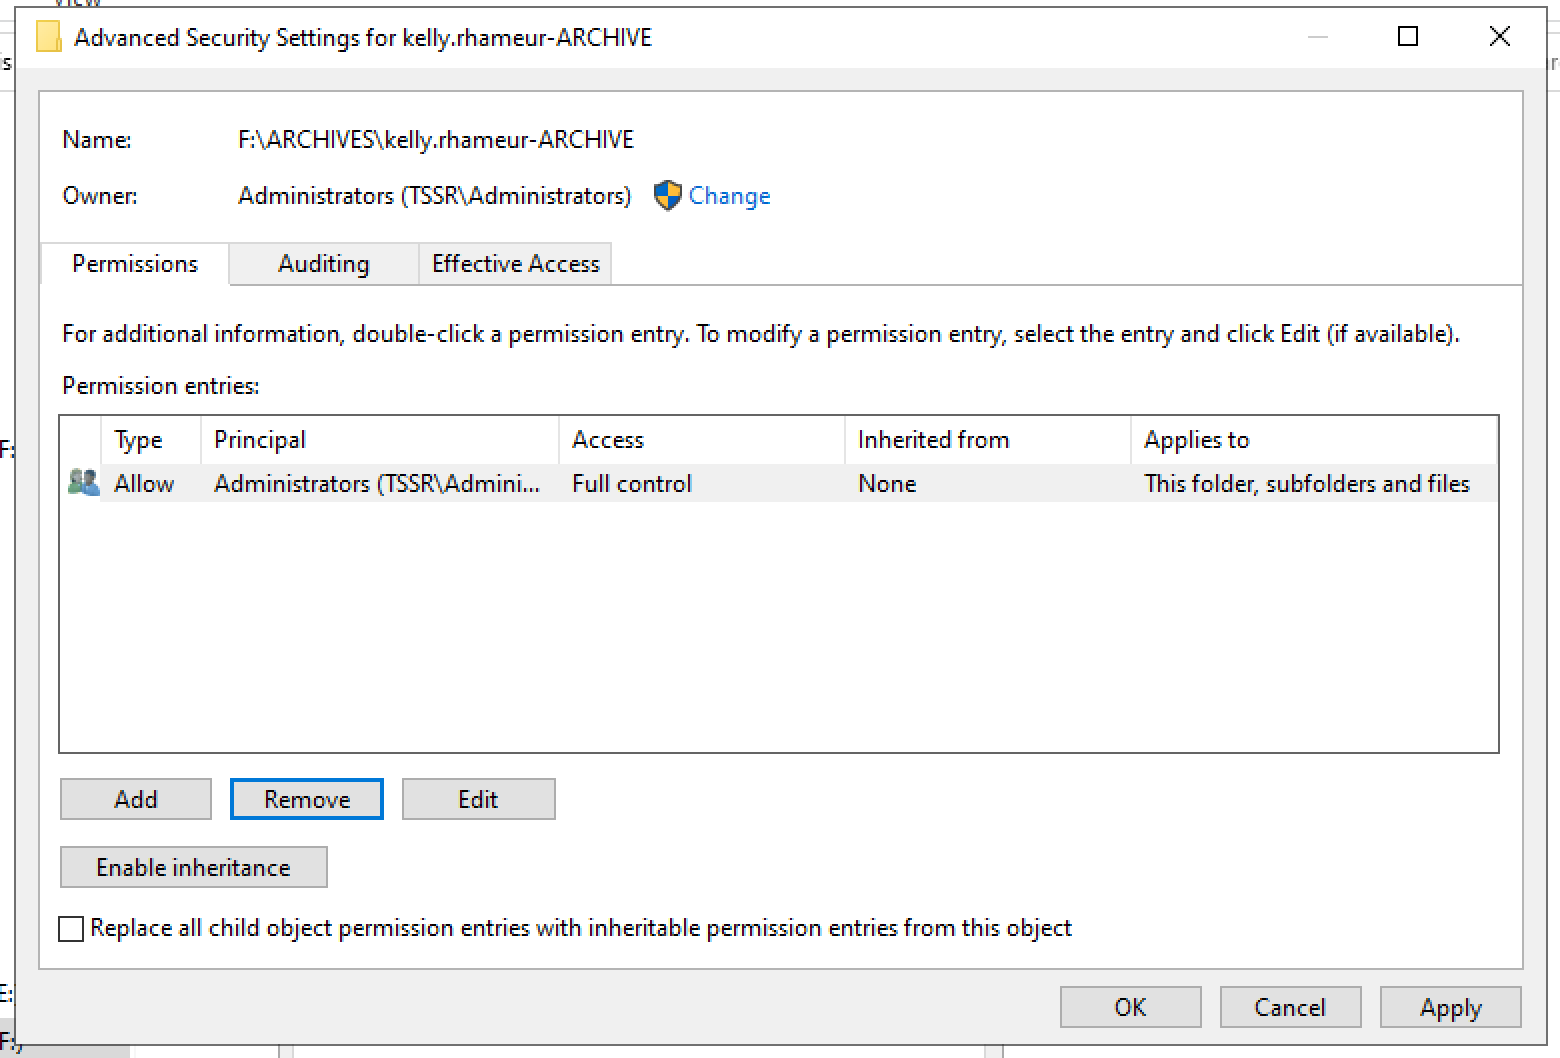 Advanced Security Settings for kelly.rhameur-ARCHIVE
Name: F:\ARCHIVES\kelly.rhameur-ARCHIVE
Owner: Administrators (TSSR\Administrators) Change
Permissions Auditing Effective Access
For additional information, double-click a permission entry. To modify a permission entry, select the entry and click Edit (if available).
Permission entries:
Type Principal Access Inherited from Applies to
Allow Administrators (TSSR\Admini... Full control None This folder, subfolders and files
Add Remove Edit
Enable inheritance
Replace all child object permission entries with inheritable permission entries from this object
OK Cancel Apply